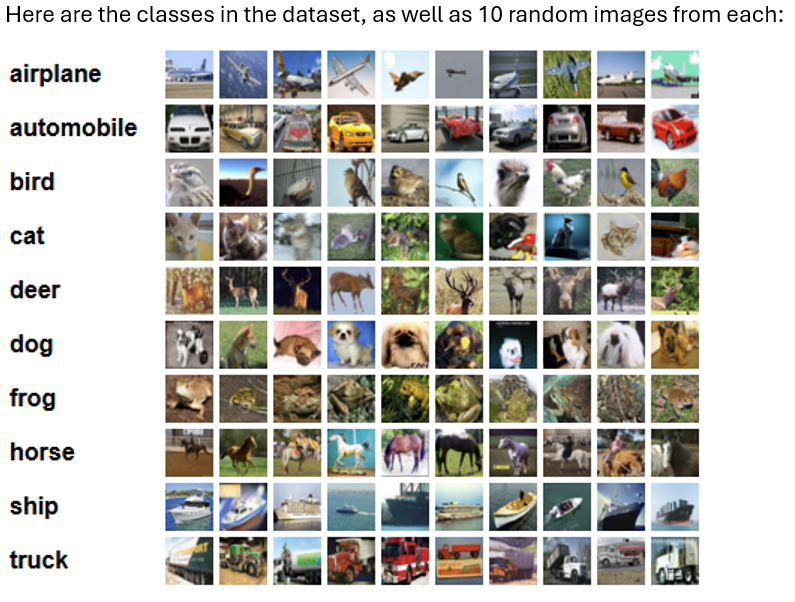 Here are the classes in the dataset, as well as 10 random images from each:
airplane
automobile
bird
cat
deer
dog
frog
horse
ship
truck